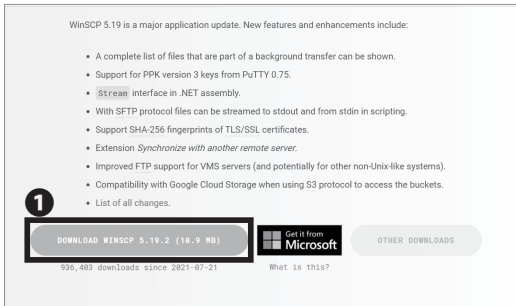 WinSCP 5.19 is a major application update. New features and enhancements include:
• A complete list of files that are part of a background transfer can be shown.
• Support for PPK version 3 keys from PuTTY 0.75.
• Stream interface in .NET assembly.
• With SFTP protocol files can be streamed to stdout and from stdin in scripting.
• Support SHA-256 fingerprints of TLS/SSL certificates.
• Extension Synchronize with another remote server.
• Improved FTP support for VMS servers (and potentially for other non-Unix-like systems).
• Compatibility with Google Cloud Storage when using S3 protocol to access the buckets.
• List of all changes.
1
DOWNLOAD WINSCP 5.19.2 (10.9 MB)
Get it from
Microsoft
OTHER DOWNLOADS
936,403 downloads since 2021-07-21
What is this?